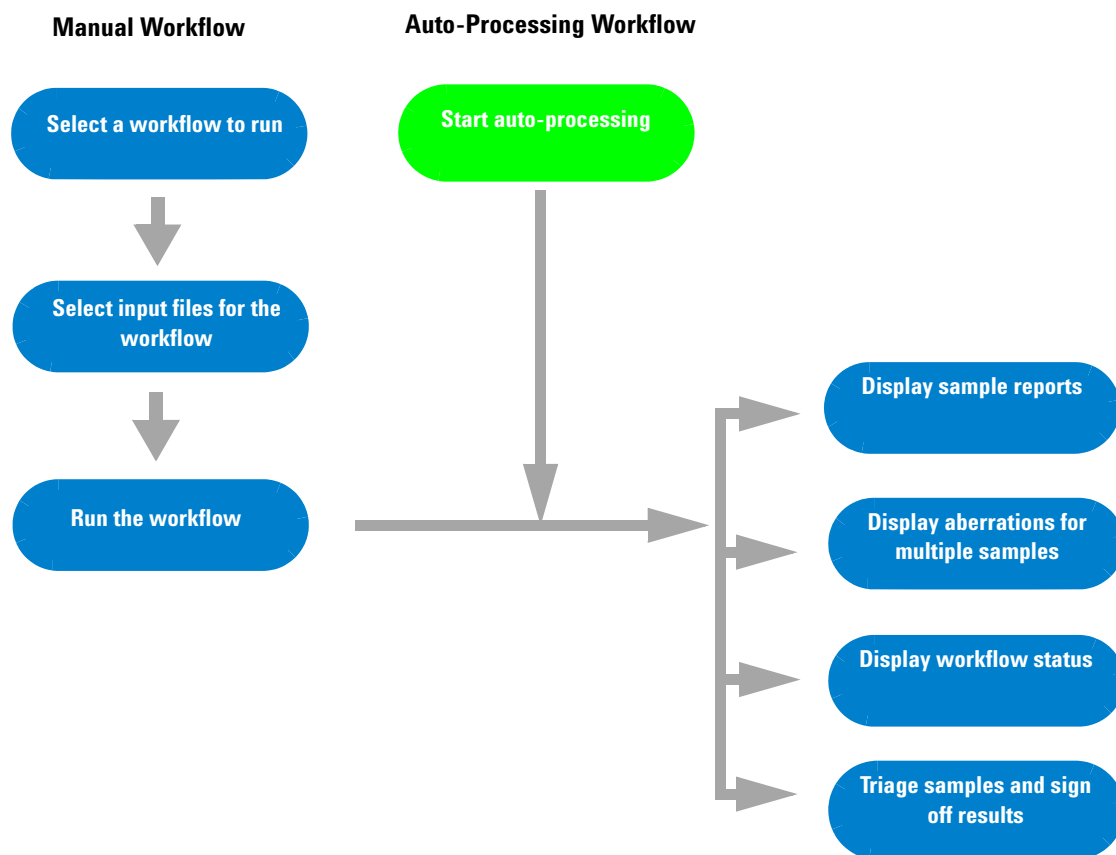 Manual Workflow
Auto-Processing Workflow
Select a workflow to run
Start auto-processing
Select input files for the
workflow
Run the workflow
Display sample reports
Display aberrations for
multiple samples
Display workflow status
Triage samples and sign
off results